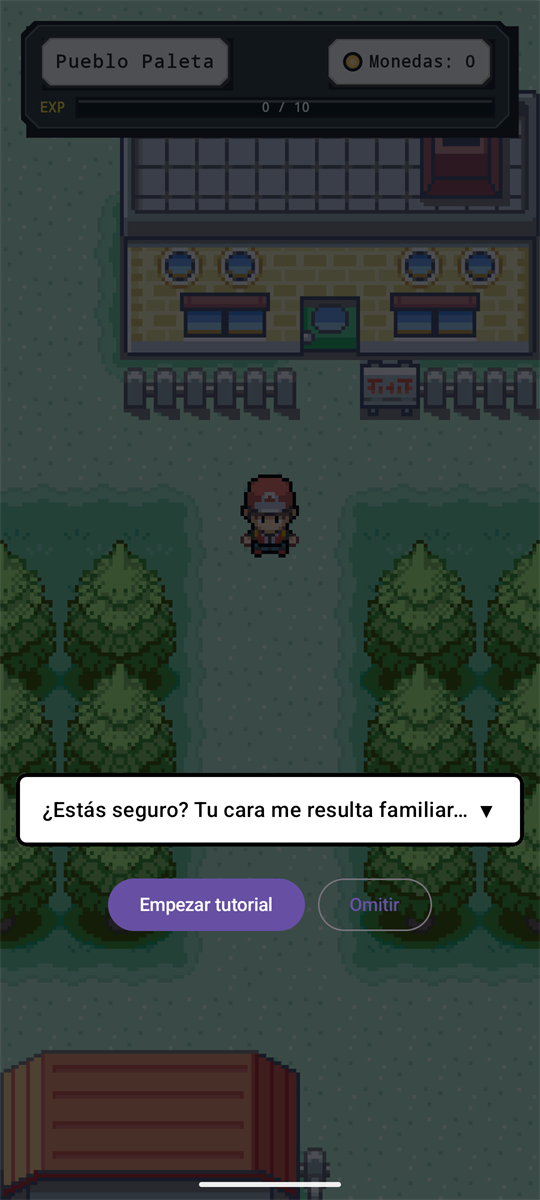 Pueblo Paleta
Monedas: 0
EXP
0 / 10
¿Estás seguro? Tu cara me resulta familiar... ▼
Empezar tutorial
Omitir